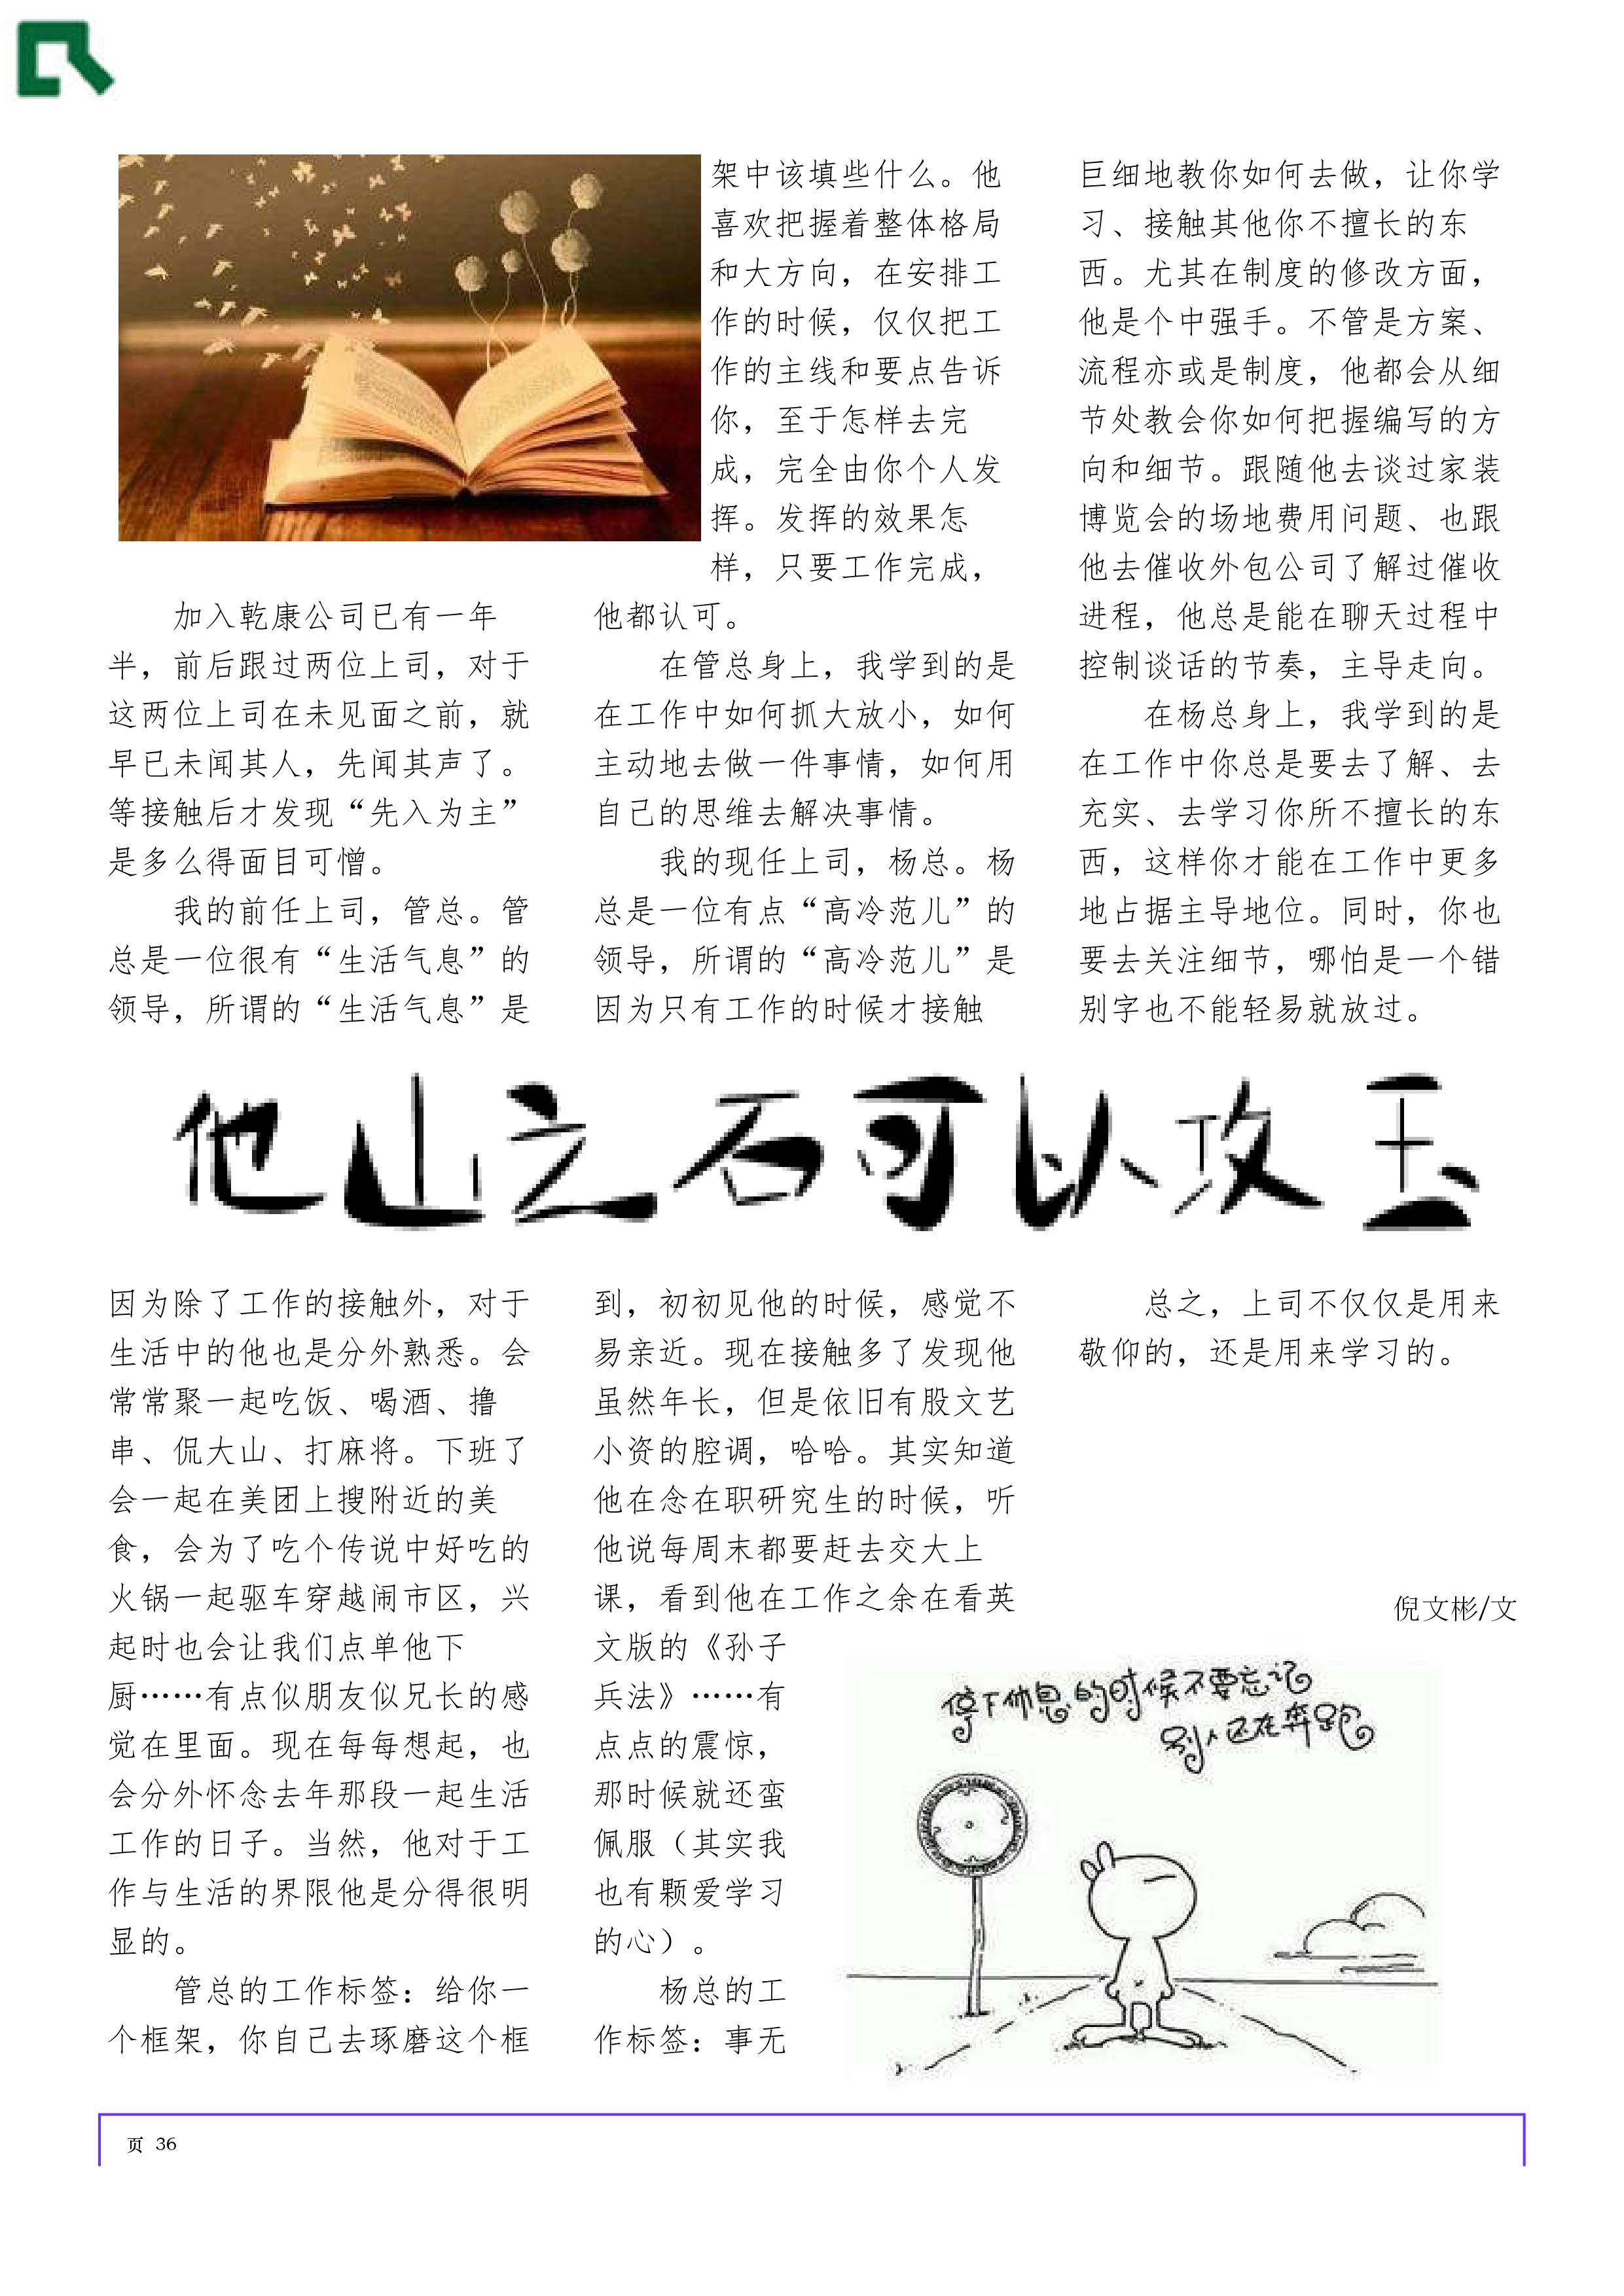 他山之石可以攻玉
加入乾康公司已有一年
半，前后跟过两位上司，对于
这两位上司在未见面之前，就
早已未闻其人，先闻其声了。
等接触后才发现“先入为主”
是多么得面目可憎。
我的前任上司，管总。管
总是一位很有“生活气息”的
领导，所谓的“生活气息”是
因为除了工作的接触外，对于
生活中的他也是分外熟悉。会
常常聚一起吃饭、喝酒、撸
串、侃大山、打麻将。下班了
会一起在美团上搜附近的美
食，会为了吃个传说中好吃的
火锅一起驱车穿越闹市区，兴
起时也会让我们点单他下
厨……有点似朋友似兄长的感
觉在里面。现在每每想起，也
会分外怀念去年那段一起生活
工作的日子。当然，他对于工
作与生活的界限他是分得很明
显的。
管总的工作标签：给你一
个框架，你自己去琢磨这个框
架中该填些什么。他
喜欢把握着整体格局
和大方向，在安排工
作的时候，仅仅把工
作的主线和要点告诉
你，至于怎样去完
成，完全由你个人发
挥。发挥的效果怎
样，只要工作完成，
他都认可。
在管总身上，我学到的是
在工作中如何抓大放小，如何
主动地去做一件事情，如何用
自己的思维去解决事情。
我的现任上司，杨总。杨
总是一位有点“高冷范儿”的
领导，所谓的“高冷范儿”是
因为只有工作的时候才接触
到，初初见他的时候，感觉不
易亲近。现在接触多了发现他
虽然年长，但是依旧有股文艺
小资的腔调，哈哈。其实知道
他在念在职研究生的时候，听
他说每周末都要赶去交大上
课，看到他在工作之余在看英
文版的《孙子
兵法》……有
点点的震惊，
那时候就还蛮
佩服（其实我
也有颗爱学习
的心）。
杨总的工
作标签：事无
巨细地教你如何去做，让你学
习、接触其他你不擅长的东
西。尤其在制度的修改方面，
他是个中强手。不管是方案、
流程亦或是制度，他都会从细
节处教会你如何把握编写的方
向和细节。跟随他去谈过家装
博览会的场地费用问题、也跟
他去催收外包公司了解过催收
进程，他总是能在聊天过程中
控制谈话的节奏，主导走向。
在杨总身上，我学到的是
在工作中你总是要去了解、去
充实、去学习你所不擅长的东
西，这样你才能在工作中更多
地占据主导地位。同时，你也
要去关注细节，哪怕是一个错
别字也不能轻易就放过。
总之，上司不仅仅是用来
敬仰的，还是用来学习的。
倪文彬/文
停下休息的时候不要忘记
别人还在奔跑
页 36